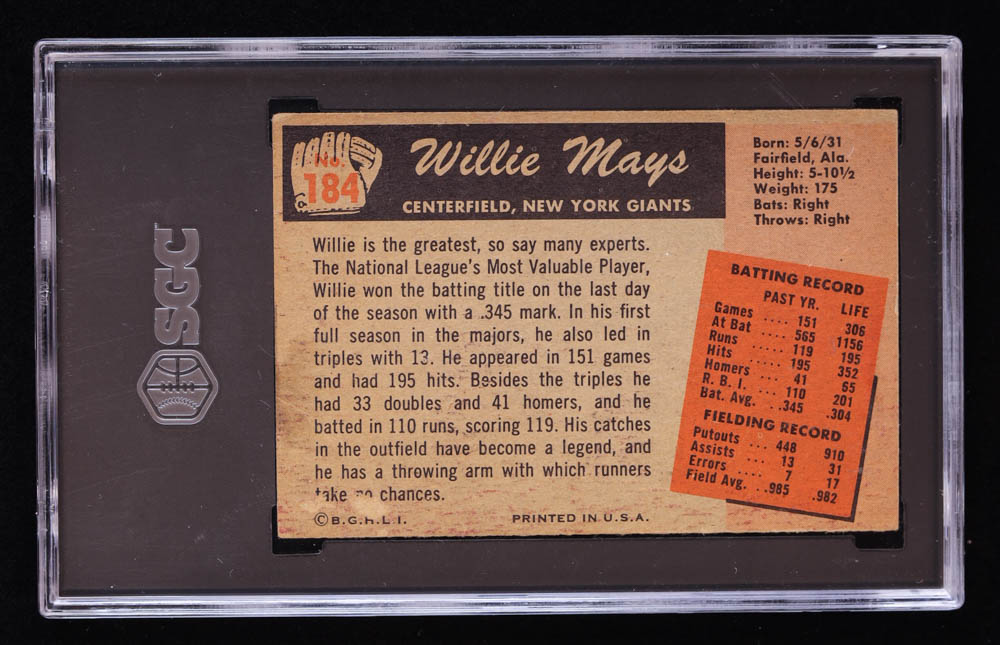 SGC
No.
184
Willie Mays
CENTERFIELD, NEW YORK GIANTS
Born: 5/6/31
Fairfield, Ala.
Height: 5-10½
Weight: 175
Bats: Right
Throws: Right
Willie is the greatest, so say many experts.
The National League's Most Valuable Player,
Willie won the batting title on the last day
of the season with a .345 mark. In his first
full season in the majors, he also led in
triples with 13. He appeared in 151 games
and had 195 hits. Besides the triples he
had 33 doubles and 41 homers, and he
batted in 110 runs, scoring 119. His catches
in the outfield have become a legend, and
he has a throwing arm with which runners
take no chances.
©B.G.H.L.I.
PRINTED IN U.S.A.
BATTING RECORD
PAST YR. LIFE
Games .... 151 306
At Bat .... 565 1156
Runs .... 119 195
Hits .... 195 352
Homers ... 41 65
R. B. I. ... 110 201
Bat. Avg. ..345 .304
FIELDING RECORD
Putouts ... 448 910
Assists ... 13 31
Errors ... 7 17
Field Avg. ..985 .982